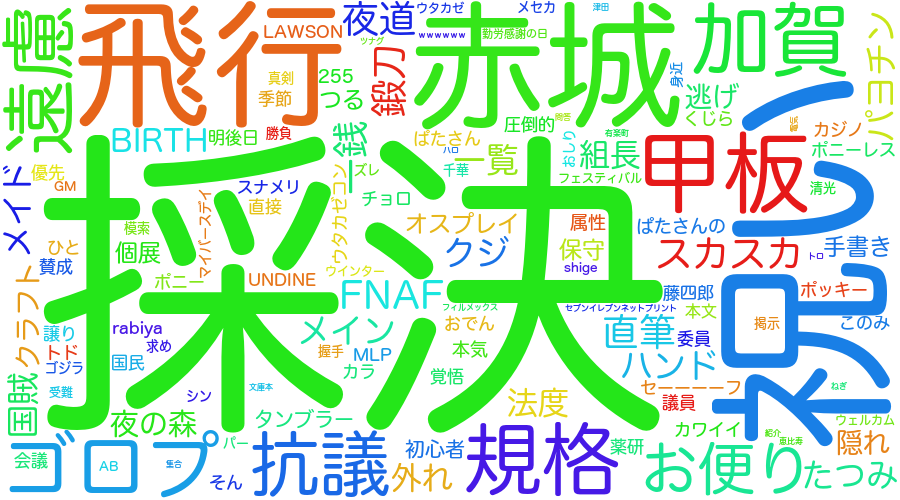 採決
祝い
飛行
赤城
加賀
遠慮
甲板
規格
抗議
ゴロプ
お便り
夜道
ウタカゼ
メセカ
津田
LAWSON
wwwwww
勤労感謝の日
ツナグ
真剣
255
季節
つる
鍛刀
身近
逃げ
くじら
パヨチン
BIRTH
明後日
勝負
銭
ぱたさん
圧倒的
問答
有楽町
電気
カジノ
ハロ
一覧
おしり
組長
ポニーレス
メイド
優先
GM
スナメリ
直接
ウタカゼコン
ズレ
千華
フェスティバル
清光
チョロ
模索
マイバースデイ
オスプレイ
属性
ぱたさんの
ひと
賛成
個展
クジ
保守
スカスカ
手書き
トロ
ポニー
UNDINE
ウインター
shige
クラフト
FNAF
フィルメックス
セブンイレブンネットプリント
藤四郎
本文
ポッキー
譲り
トド
ゴジラ
rabiya
求め
メイン
おでん
直筆
委員
掲示
このみ
握手
MLP
本気
国賊
国民
カラ
覚悟
ハンド
受難
シン
文庫本
セーーーーフ
ねぎ
夜の森
タンブラー
法度
議員
カワイイ
紹介
恵比寿
ウェルカム
会議
AB
集合
パー
そん
初心者
外れ
薬研
隠れ
たつみ